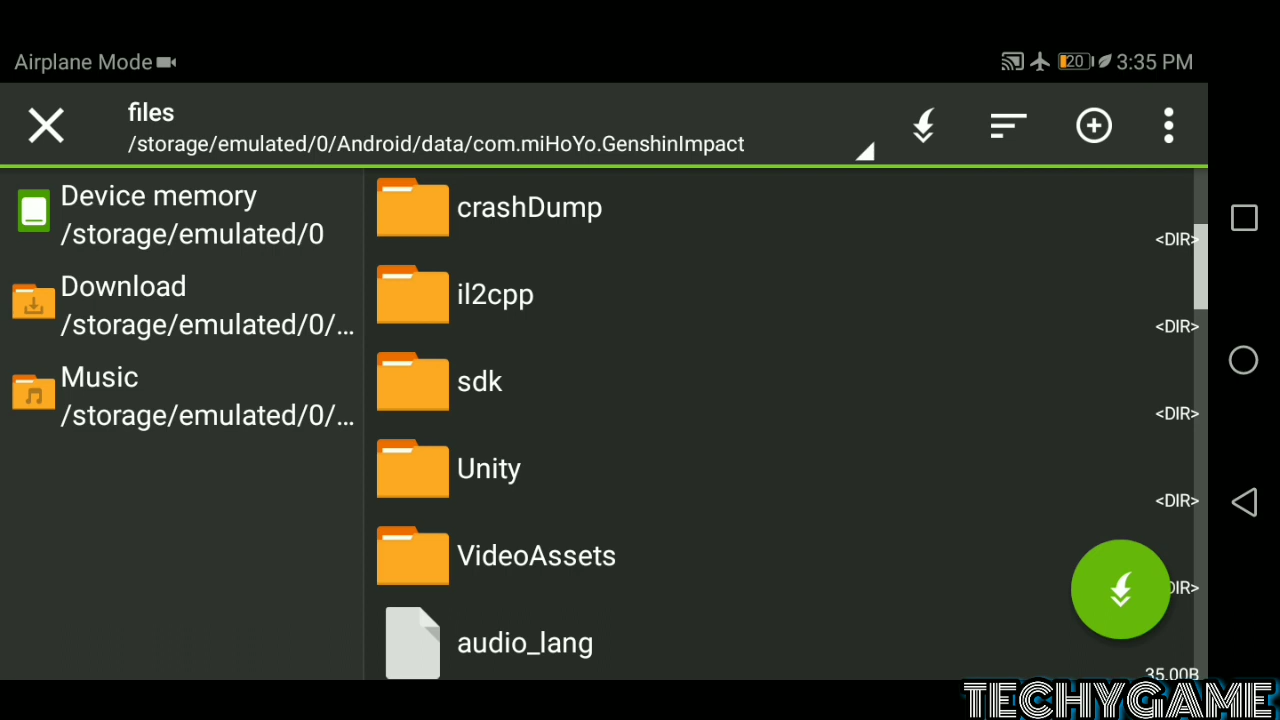 Airplane Mode
20 3:35 PM
files
/storage/emulated/0/Android/data/com.miHoYo.GenshinImpact
Device memory
/storage/emulated/0
Download
/storage/emulated/0/...
Music
/storage/emulated/0/...
crashDump
<DIR>
il2cpp
<DIR>
sdk
<DIR>
Unity
<DIR>
VideoAssets
DIR>
audio_lang
35.00B
TECHYGAME